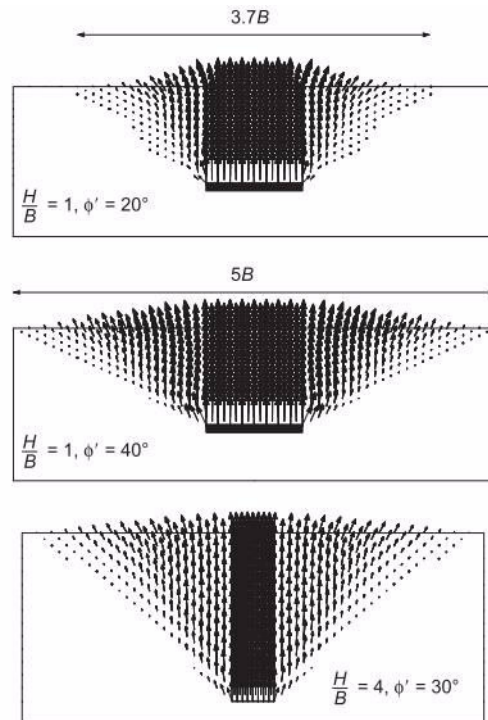 3.7B
H/B = 1, ϕ′ = 20°
5B
H/B = 1, ϕ′ = 40°
H/B = 4, ϕ′ = 30°